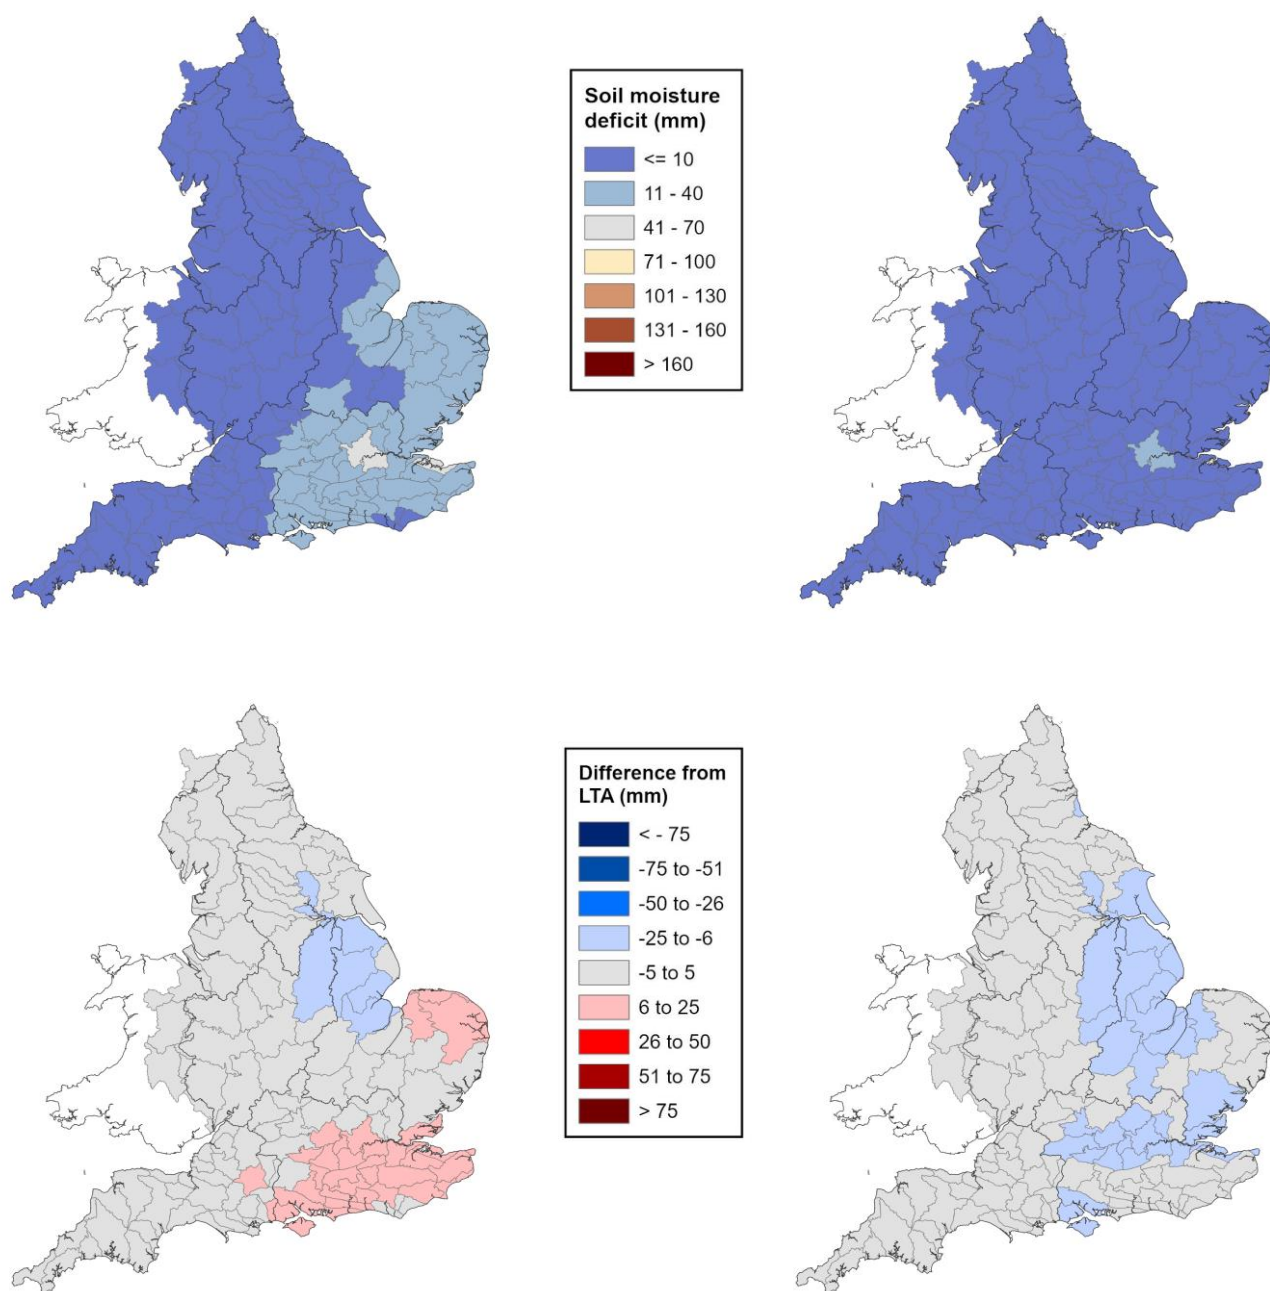 Soil moisture
deficit (mm)
<= 10
11 - 40
41 - 70
71 - 100
101 - 130
131 - 160
> 160
Difference from
LTA (mm)
< - 75
-75 to -51
-50 to -26
-25 to -6
-5 to 5
6 to 25
26 to 50
51 to 75
> 75